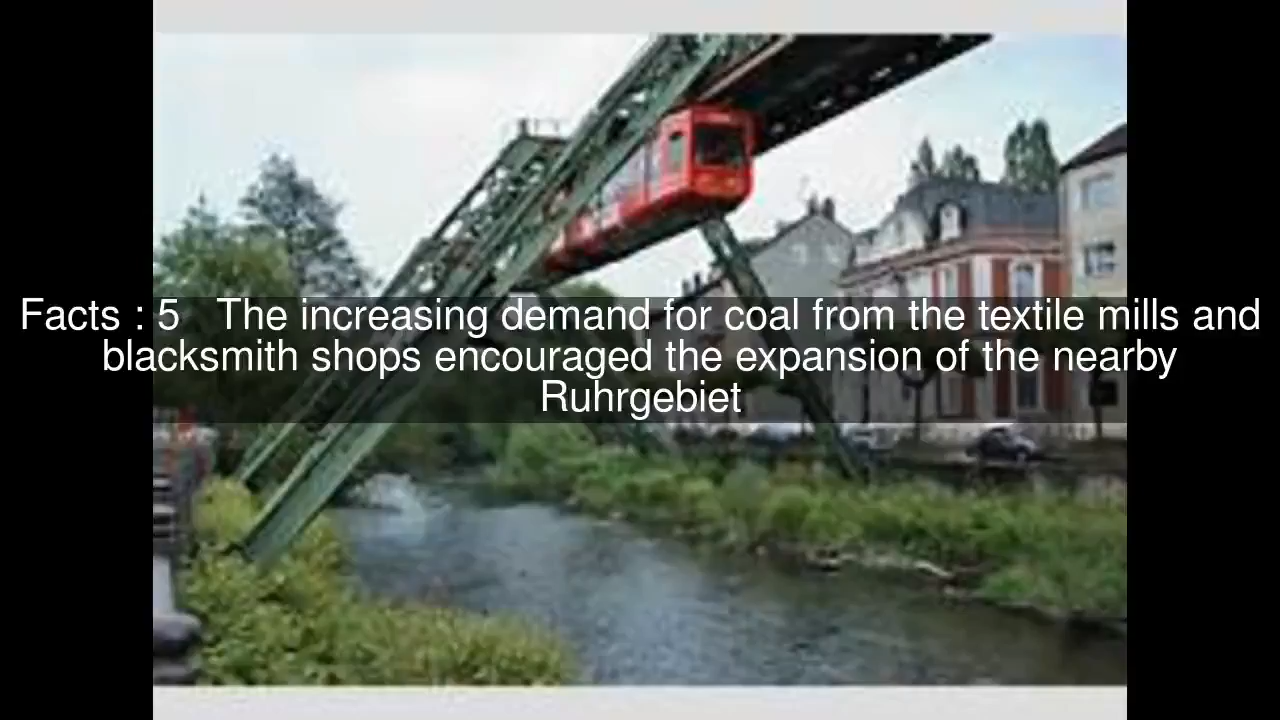 Facts : 5   The increasing demand for coal from the textile mills and
blacksmith shops encouraged the expansion of the nearby
Ruhrgebiet